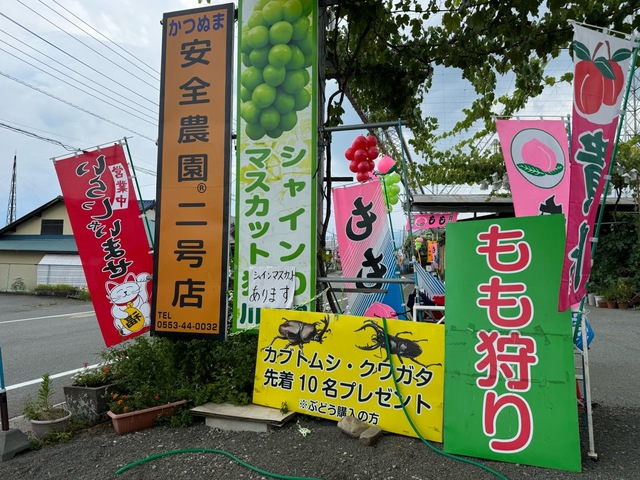 営業中
いらっしゃいませ
福
かつぬま
安全農園®二号店
TEL
0553-44-0032
シャイン
マスカット
シャインマスカット
あります
カブトムシ・クワガタ
先着10名プレゼント
※ぶどう購入の方
もも
もも狩り